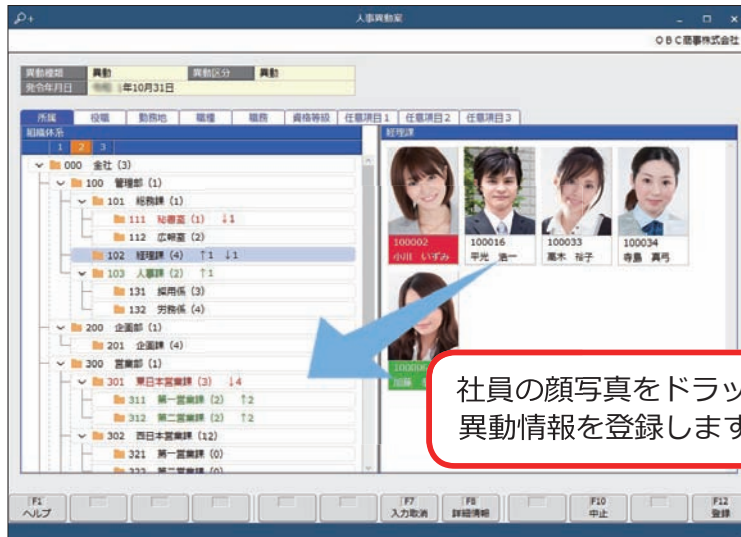 人事異動案
OBC商事株式会社
異動種類 異動 異動区分 異動
発令年月日 年10月31日
所属 役職 勤務地 職種 職務 資格等級 任意項目1 任意項目2 任意項目3
組織体系
経理課
1 2 3
000 全社 (3)
100 管理部 (1)
101 総務課 (1)
111 秘書室 (1) ↓1
112 広報室 (2)
102 経理課 (4) ↑1 ↓1
103 人事課 (2) ↑1
131 採用係 (3)
132 労務係 (4)
200 企画部 (1)
201 企画課 (4)
300 営業部 (1)
301 東日本営業課 (3) ↓4
311 第一営業課 (2) ↑2
312 第二営業課 (2) ↑2
302 西日本営業課 (12)
321 第一営業課 (0)
322 第二営業課 (0)
100002 100016 100033 100034
小川 いずみ 平光 浩一 高木 裕子 寺島 真弓
加藤
社員の顔写真をドラッ
異動情報を登録します
F1 F7 F8 F10 F12
ヘルプ 入力取消 詳細情報 中止 登録